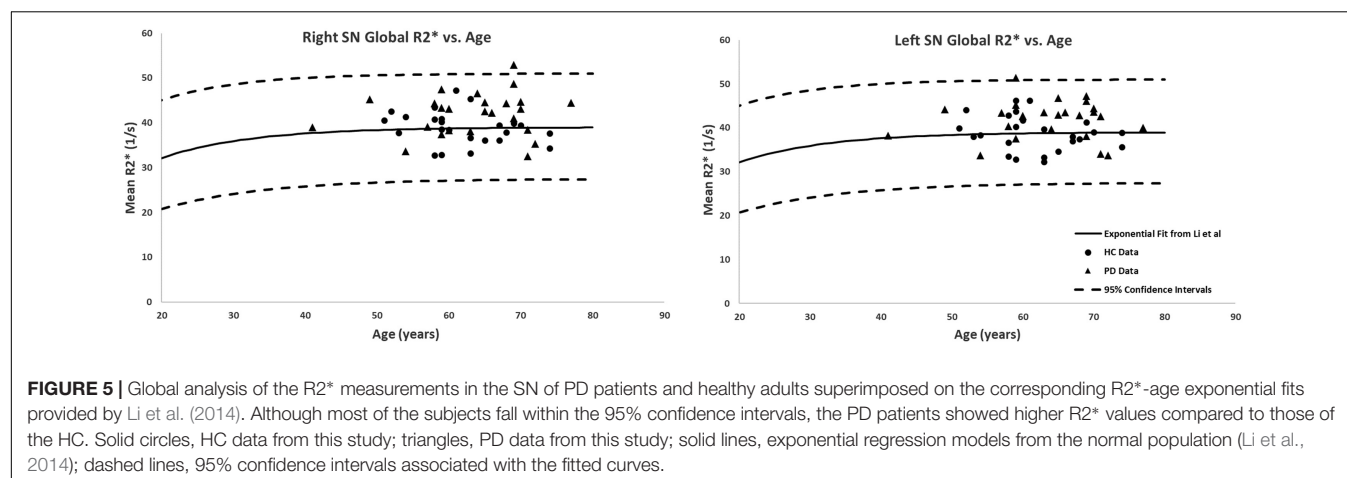 Right SN Global R2* vs. Age
60
50
40
30
20
10
0
Mean R2* (1/s)
20 30 40 50 60 70 80 90
Age (years)
Left SN Global R2* vs. Age
60
50
40
30
20
10
0
Mean R2* (1/s)
Exponential Fit from Li et al
HC Data
PD Data
95% Confidence Intervals
20 30 40 50 60 70 80 90
Age (years)
FIGURE 5 | Global analysis of the R2* measurements in the SN of PD patients and healthy adults superimposed on the corresponding R2*-age exponential fits
provided by Li et al. (2014). Although most of the subjects fall within the 95% confidence intervals, the PD patients showed higher R2* values compared to those of
the HC. Solid circles, HC data from this study; triangles, PD data from this study; solid lines, exponential regression models from the normal population (Li et al.,
2014); dashed lines, 95% confidence intervals associated with the fitted curves.